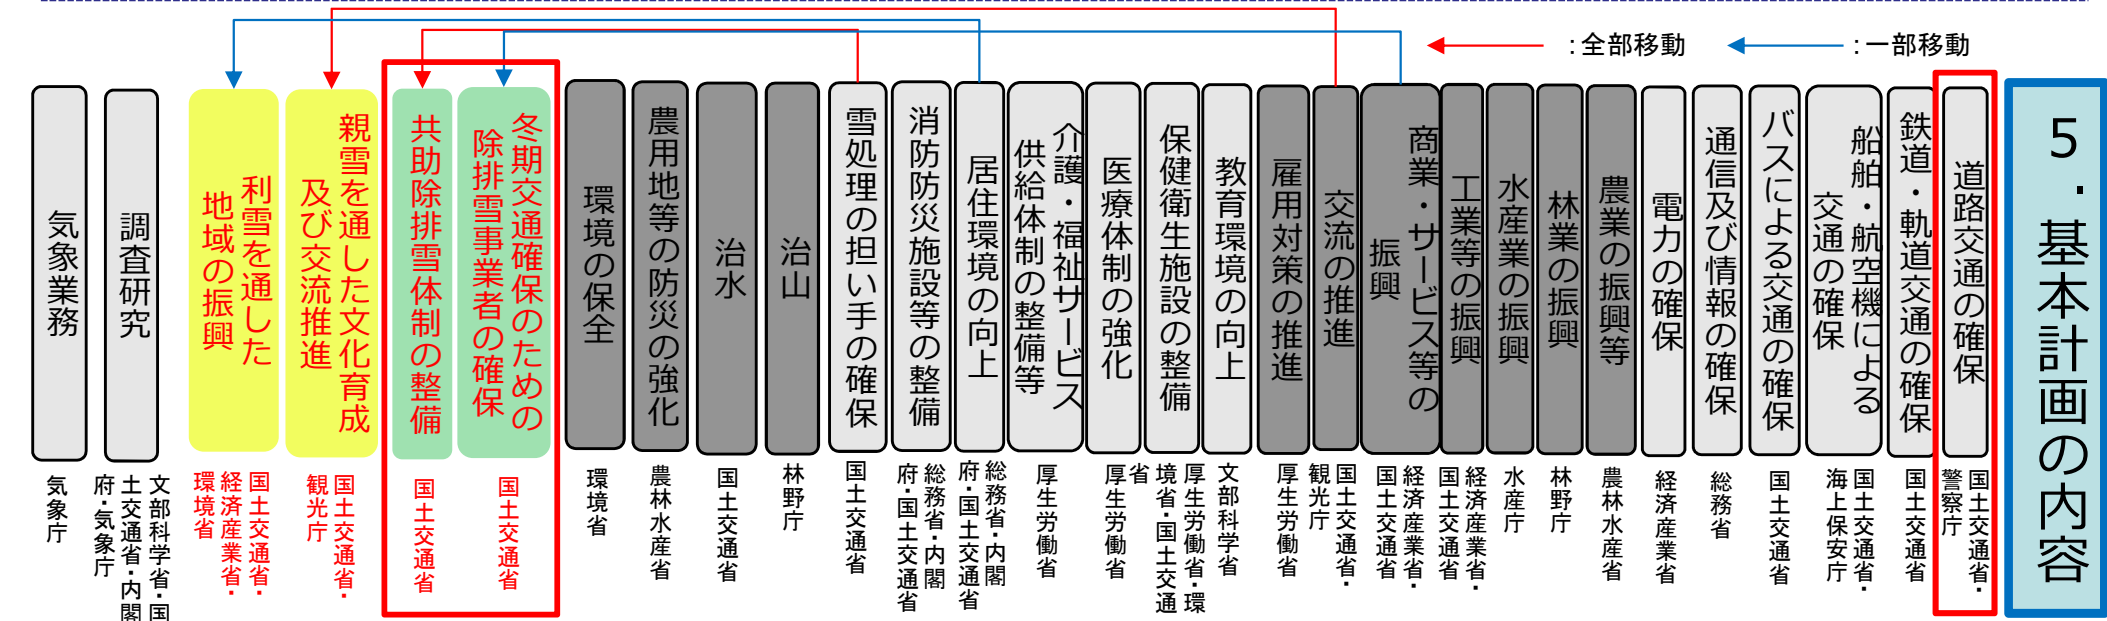 :全部移動
:一部移動
5.基本計画の内容
道路交通の確保
国土交通省・
警察庁
鉄道・軌道交通の確保
国土交通省
船舶・航空機による
交通の確保
国土交通省・
海上保安庁
バスによる交通の確保
国土交通省
通信及び情報の確保
総務省
電力の確保
経済産業省
農業の振興等
農林水産省
林業の振興
林野庁
水産業の振興
水産庁
工業等の振興
経済産業省・
国土交通省
商業・サービス等の
振興
経済産業省・
国土交通省
交流の推進
国土交通省・
観光庁
雇用対策の推進
厚生労働省
教育環境の向上
文部科学省
保健衛生施設の整備
厚生労働省・環
境省・国土交通
省
医療体制の強化
厚生労働省
介護・福祉サービス
供給体制の整備等
厚生労働省
居住環境の向上
総務省・内閣
府・国土交通省
消防防災施設等の整備
総務省・内閣
府・国土交通省
雪処理の担い手の確保
国土交通省
治山
林野庁
治水
国土交通省
農用地等の防災の強化
農林水産省
環境の保全
環境省
冬期交通確保のための
除排雪事業者の確保
国土交通省
共助除排雪体制の整備
国土交通省
親雪を通した文化育成
及び交流推進
国土交通省・
観光庁
利雪を通した
地域の振興
国土交通省・
経済産業省・
環境省
調査研究
文部科学省・国
土交通省・内閣
府・気象庁
気象業務
気象庁